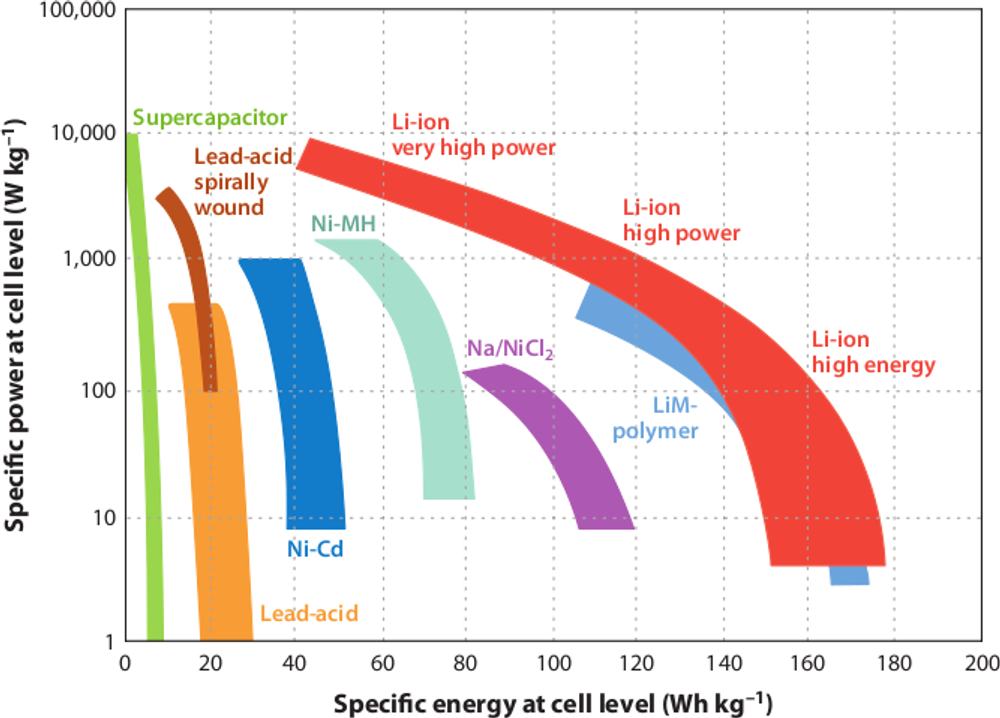 100,000
10,000
1,000
100
10
1
Specific power at cell level (W kg⁻¹)
Supercapacitor
Lead-acid
spirally
wound
Li-ion
very high power
Ni-MH
Li-ion
high power
Na/NiCl₂
Li-ion
high energy
LiM-
polymer
Ni-Cd
Lead-acid
0 20 40 60 80 100 120 140 160 180 200
Specific energy at cell level (Wh kg⁻¹)